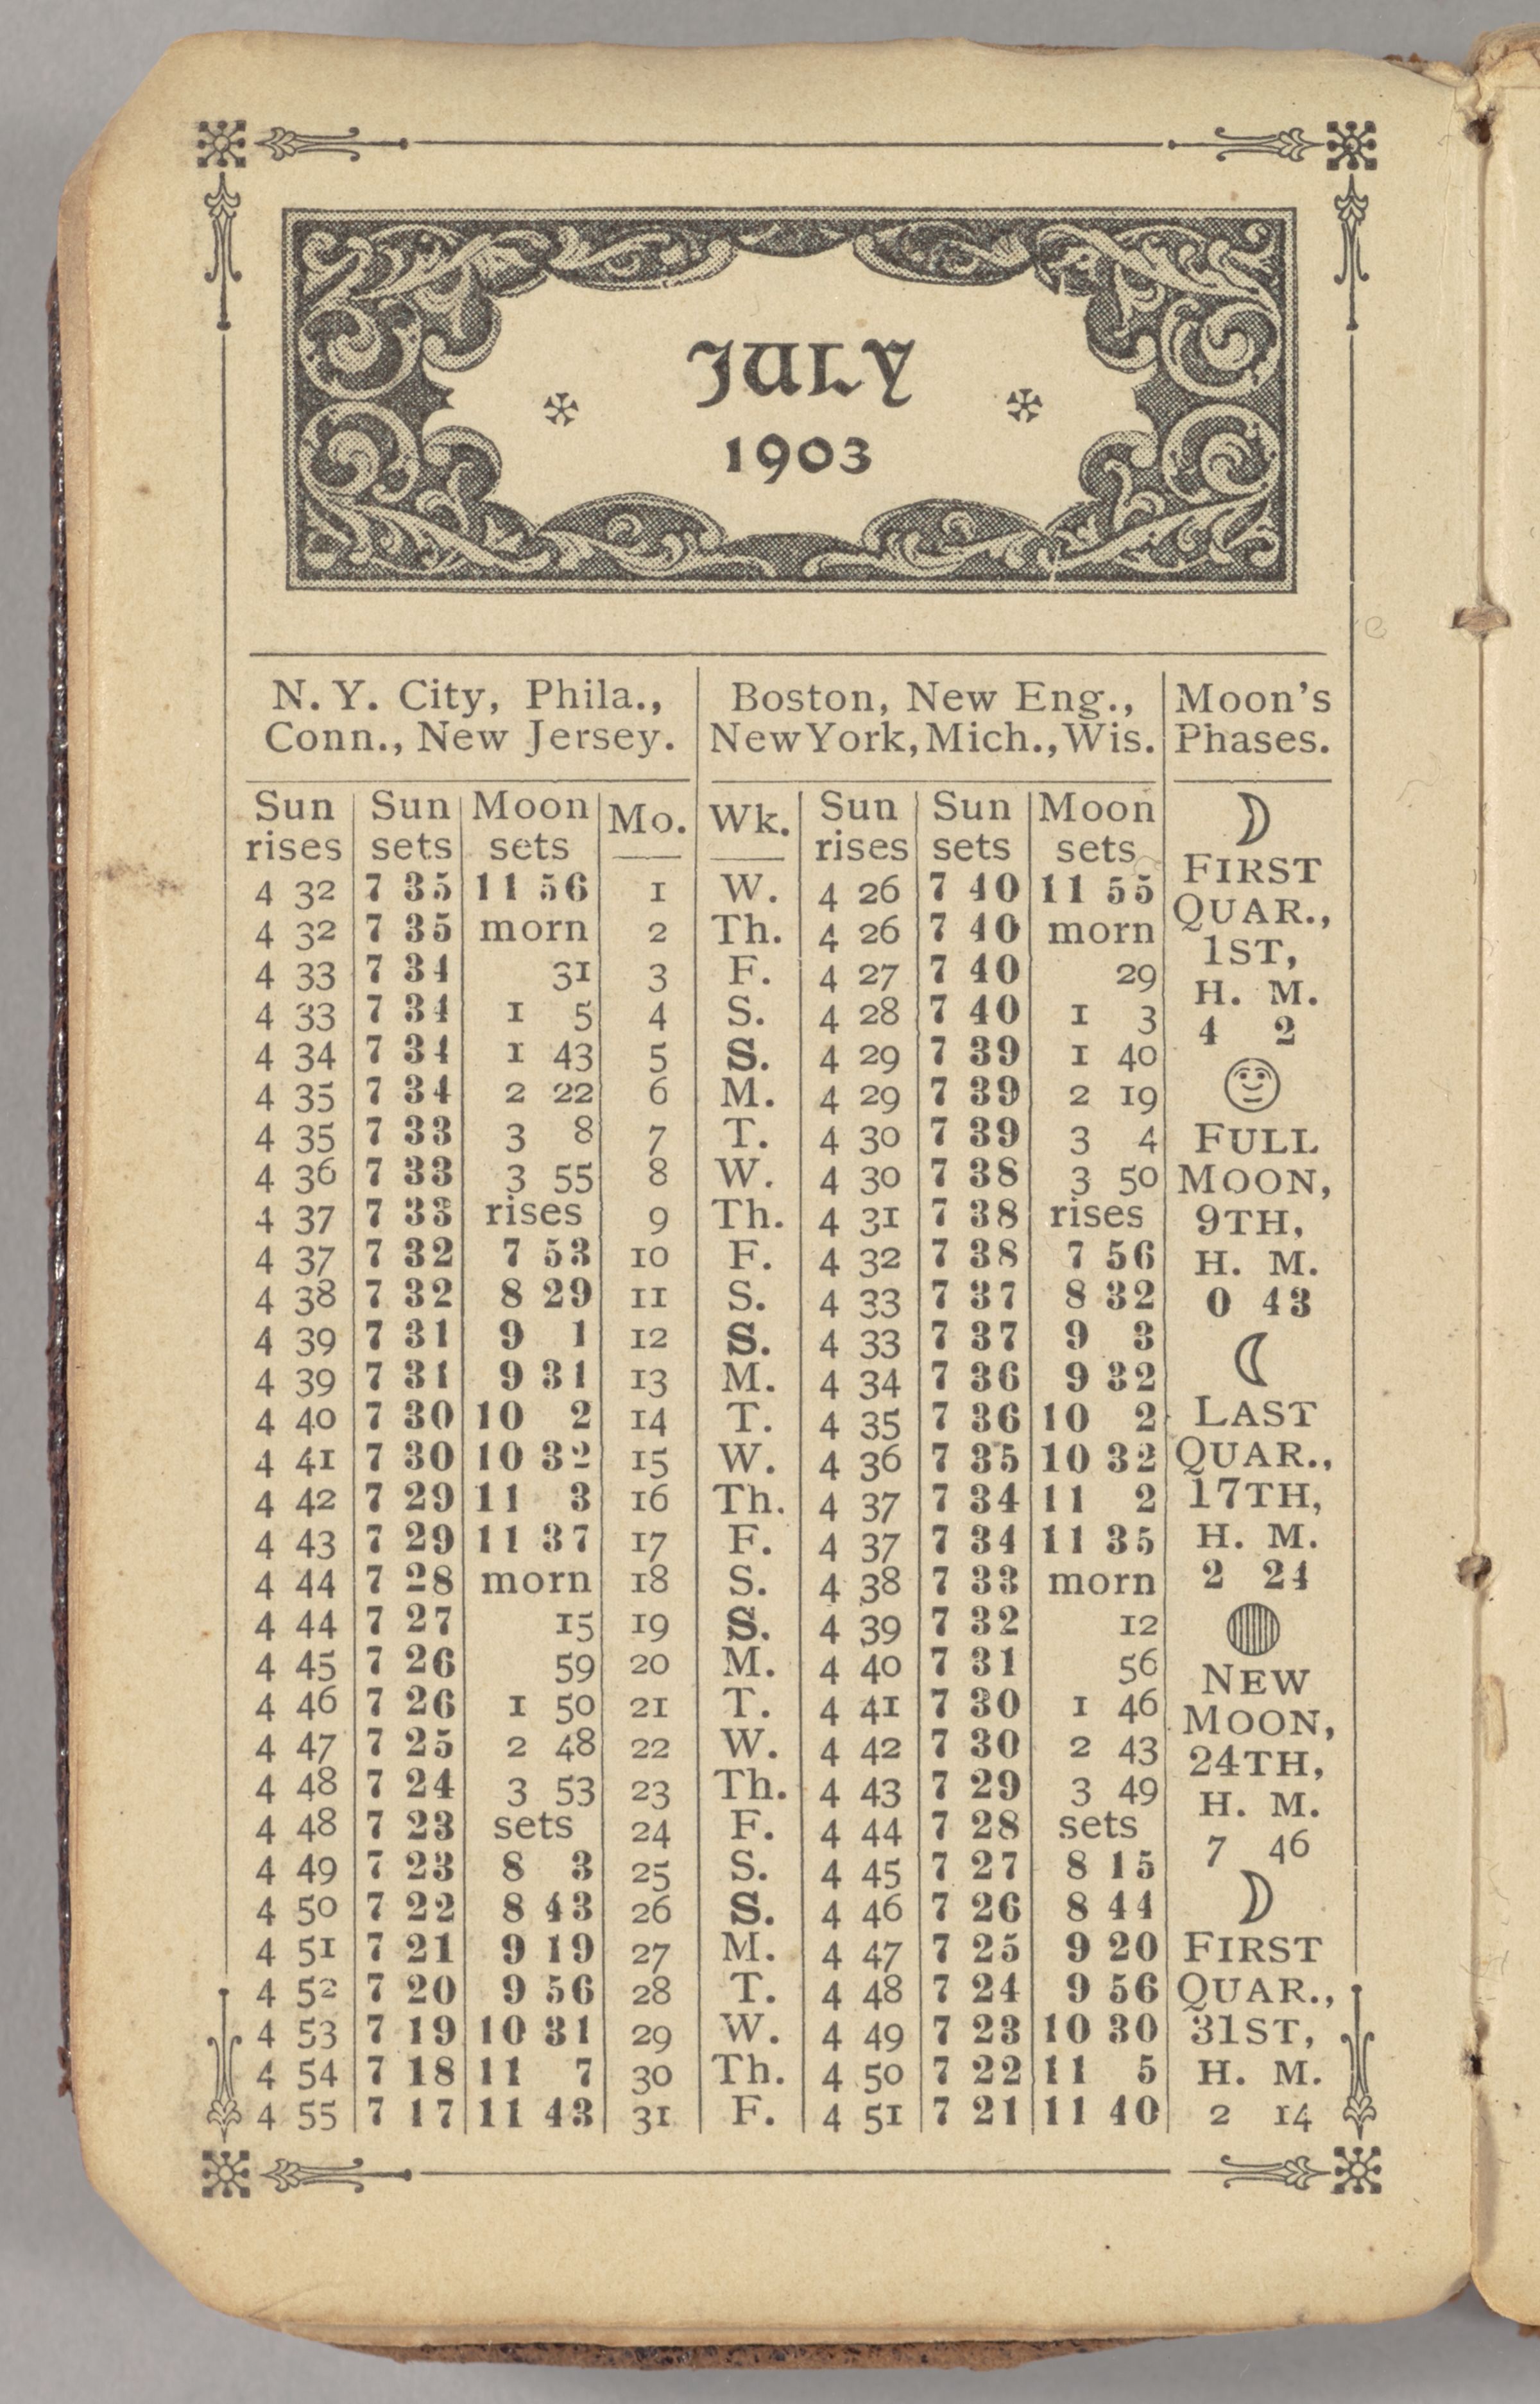 JULY
1903
N. Y. City, Phila., Boston, New Eng., Moon's
Conn., New Jersey. New York, Mich., Wis. Phases.
Sun Sun Moon Mo. Wk. Sun Sun Moon
rises sets sets rises sets sets
4 32 7 35 11 56 1 W. 4 26 7 40 11 55 FIRST
4 32 7 35 morn 2 Th. 4 26 7 40 morn QUAR.,
4 33 7 34 31 3 F. 4 27 7 40 29 1ST,
4 33 7 34 1 5 4 S. 4 28 7 40 1 3 H. M.
4 34 7 34 1 43 5 S. 4 29 7 39 1 40 4 2
4 35 7 34 2 22 6 M. 4 29 7 39 2 19
4 35 7 33 3 8 7 T. 4 30 7 39 3 4 FULL
4 36 7 33 3 55 8 W. 4 30 7 38 3 50 MOON,
4 37 7 33 rises 9 Th. 4 31 7 38 rises 9TH,
4 37 7 32 7 53 10 F. 4 32 7 38 7 56 H. M.
4 38 7 32 8 29 11 S. 4 33 7 37 8 32 0 43
4 39 7 31 9 1 12 S. 4 33 7 37 9 3
4 39 7 31 9 31 13 M. 4 34 7 36 9 32
4 40 7 30 10 2 14 T. 4 35 7 36 10 2 LAST
4 41 7 30 10 32 15 W. 4 36 7 35 10 32 QUAR.,
4 42 7 29 11 3 16 Th. 4 37 7 34 11 2 17TH,
4 43 7 29 11 37 17 F. 4 37 7 34 11 35 H. M.
4 44 7 28 morn 18 S. 4 38 7 33 morn 2 24
4 44 7 27 15 19 S. 4 39 7 32 12
4 45 7 26 59 20 M. 4 40 7 31 56 NEW
4 46 7 26 1 50 21 T. 4 41 7 30 1 46 MOON,
4 47 7 25 2 48 22 W. 4 42 7 30 2 43 24TH,
4 48 7 24 3 53 23 Th. 4 43 7 29 3 49 H. M.
4 48 7 23 sets 24 F. 4 44 7 28 sets 7 46
4 49 7 23 8 3 25 S. 4 45 7 27 8 15
4 50 7 22 8 43 26 S. 4 46 7 26 8 44
4 51 7 21 9 19 27 M. 4 47 7 25 9 20 FIRST
4 52 7 20 9 56 28 T. 4 48 7 24 9 56 QUAR.,
4 53 7 19 10 31 29 W. 4 49 7 23 10 30 31ST,
4 54 7 18 11 7 30 Th. 4 50 7 22 11 5 H. M.
4 55 7 17 11 43 31 F. 4 51 7 21 11 40 2 14